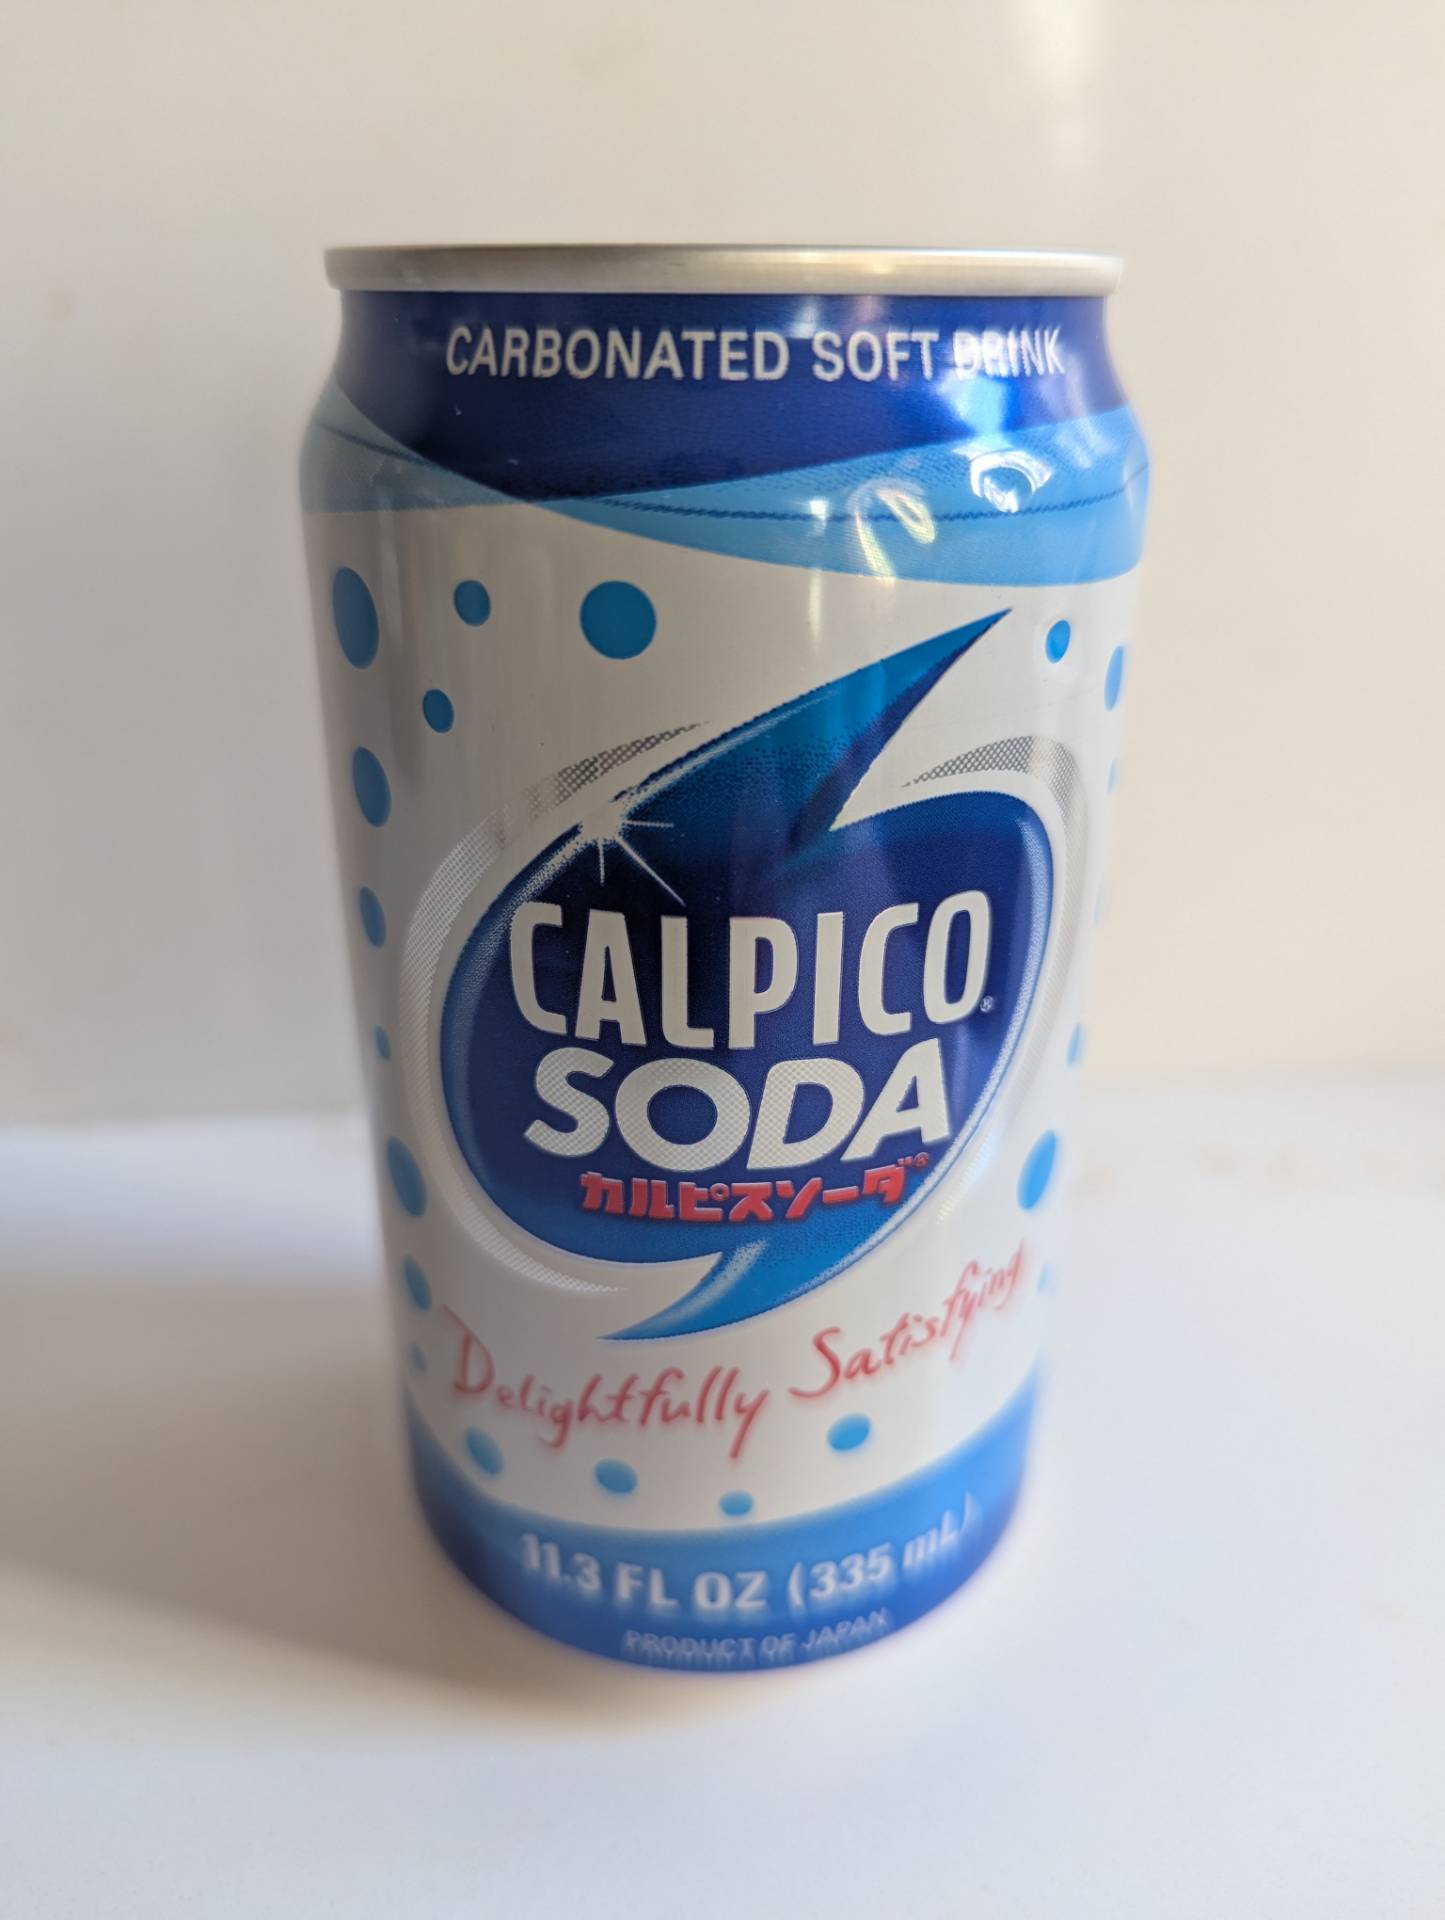 CARBONATED SOFT DRINK
CALPICO®
SODA
カルピスソーダ®
Delightfully Satisfying
11.3 FL OZ (335 mL)
PRODUCT OF JAPAN